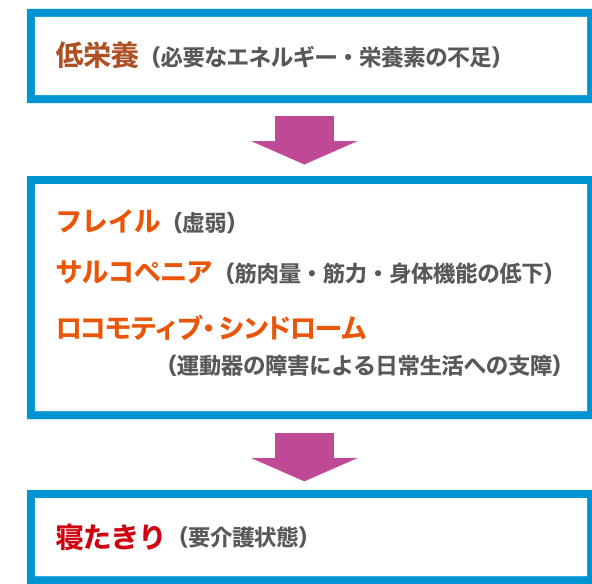 低栄養（必要なエネルギー・栄養素の不足）
フレイル（虚弱）
サルコペニア（筋肉量・筋力・身体機能の低下）
ロコモティブ・シンドローム
（運動器の障害による日常生活への支障）
寝たきり（要介護状態）